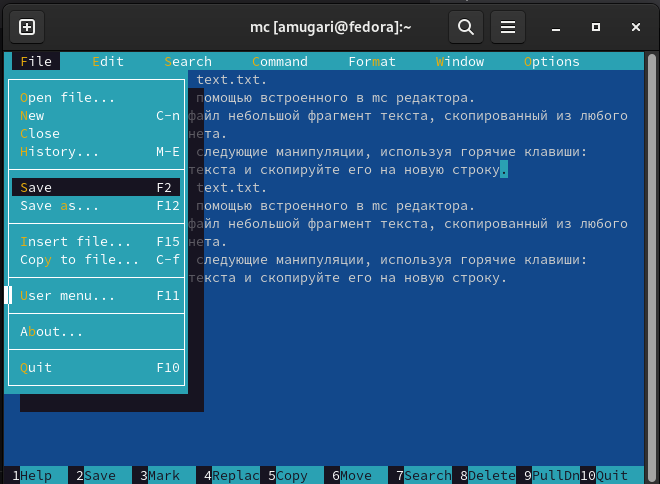 mc [amugari@fedora]:~
File Edit Search Command Format Window Options
text.txt.
Open file... помощью встроенного в mc редактора.
New C-n файл небольшой фрагмент текста, скопированный из любого
Close нета.
History... M-E следующие манипуляции, используя горячие клавиши:
текста и скопируйте его на новую строку.
Save F2 text.txt.
Save as... F12 помощью встроенного в mc редактора.
файл небольшой фрагмент текста, скопированный из любого
Insert file... F15 нета.
Copy to file... C-f следующие манипуляции, используя горячие клавиши:
текста и скопируйте его на новую строку.
User menu... F11
About...
Quit F10
1Help 2Save 3Mark 4Replac 5Copy 6Move 7Search 8Delete 9PullDn 10Quit